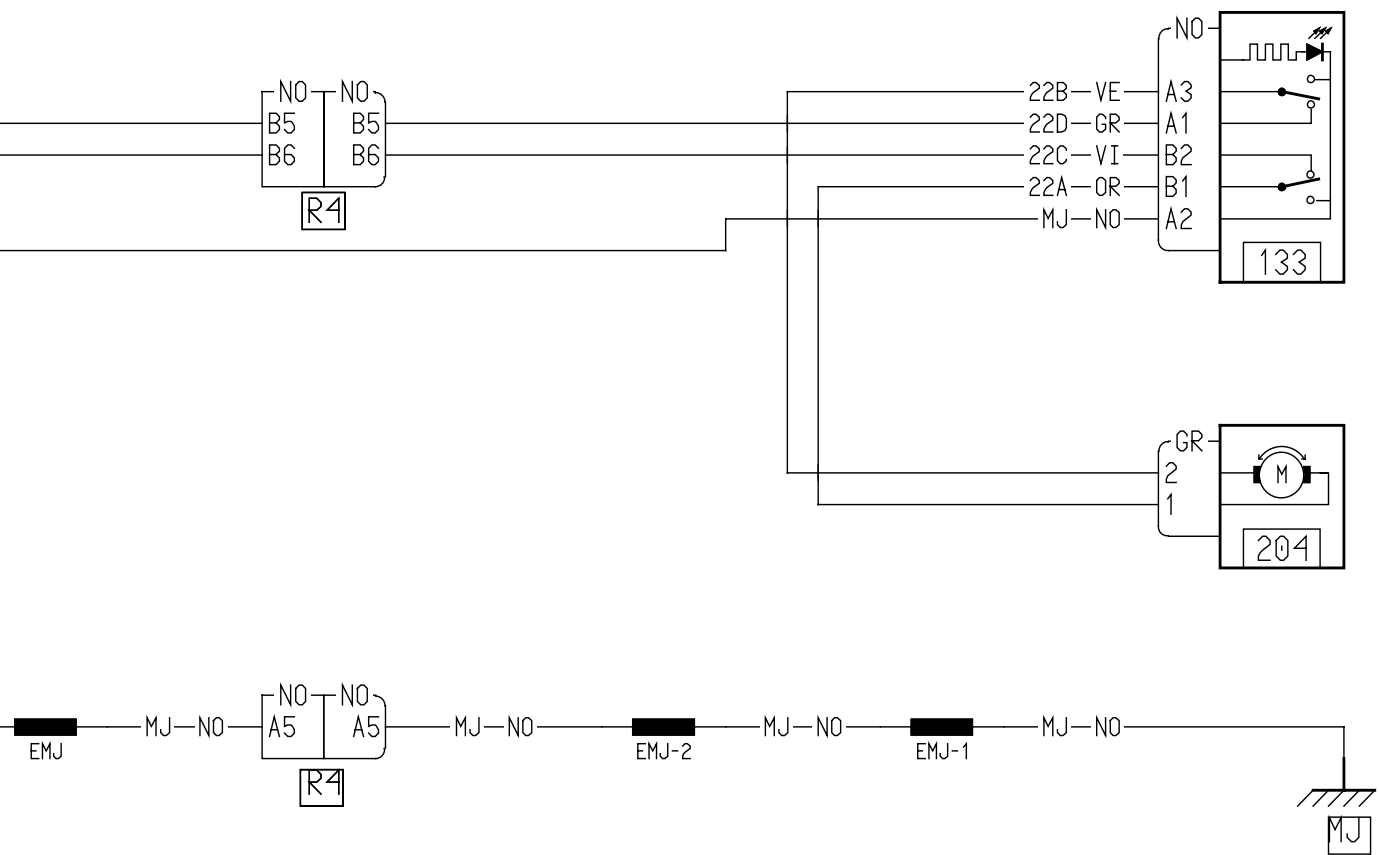 NO
NO NO
22B VE A3
B5 B5 22D GR A1
B6 B6 22C VI B2
22A OR B1
R4
MJ NO A2
133
GR
2 M
1
204
NO NO
MJ NO A5 A5 MJ NO MJ NO MJ NO
EMJ EMJ-2 EMJ-1
R4
MJ